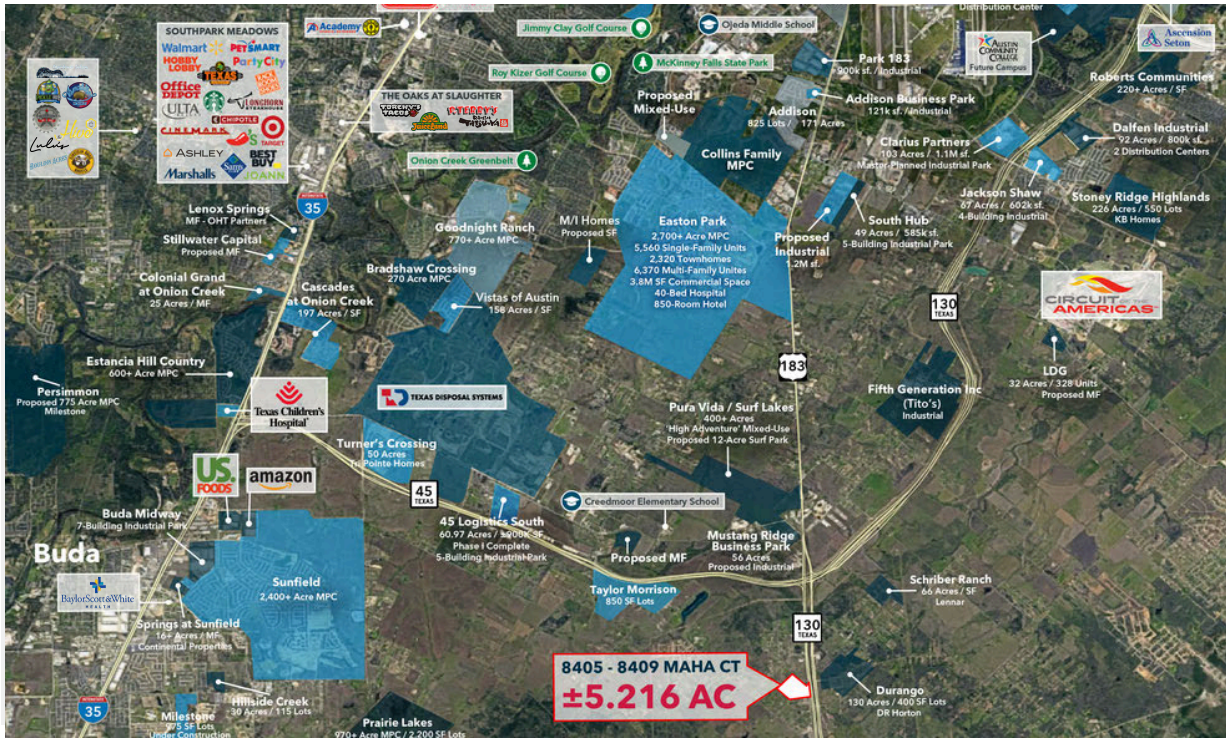 Distribution Center
Academy
Jimmy Clay Golf Course
Ojeda Middle School
AUSTIN
COMMUNITY
COLLEGE
Future Campus
Ascension
Seton
SOUTHPARK MEADOWS
Walmart
PETSMART
HOBBY
LOBBY
PartyCity
TEXAS
Office
DEPOT
ULTA
LONGHORN
STEAKHOUSE
CHIPOTLE
CINEMARK
TARGET
ASHLEY
Sam's
BEST
BUY
Marshalls
JOANN
THE OAKS AT SLAUGHTER
TORCHY'S
TACOS
JuiceLand
Roy Kizer Golf Course
McKinney Falls State Park
Onion Creek Greenbelt
Park 183
900k sf. / Industrial
Roberts Communities
220+ Acres / SF
Proposed
Mixed-Use
Addison
825 Lots / 171 Acres
Addison Business Park
121k sf. / Industrial
Clarius Partners
103 Acres / 1.1M sf.
Master-Planned Industrial Park
Dalfen Industrial
92 Acres / 800k sf.
2 Distribution Centers
Collins Family
MPC
Jackson Shaw
67 Acres / 602k sf.
4-Building Industrial
Stoney Ridge Highlands
226 Acres / 550 Lots
KB Homes
INTERSTATE
35
Lenox Springs
MF - OHT Partners
Stillwater Capital
Proposed MF
Goodnight Ranch
770+ Acre MPC
M/I Homes
Proposed SF
Easton Park
2,700+ Acre MPC
5,560 Single-Family Units
2,320 Townhomes
6,370 Multi-Family Unites
3.8M SF Commercial Space
40-Bed Hospital
850-Room Hotel
Proposed
Industrial
1.2M sf.
South Hub
49 Acres / 585k sf.
5-Building Industrial Park
Colonial Grand
at Onion Creek
25 Acres / MF
Cascades
at Onion Creek
197 Acres / SF
Bradshaw Crossing
270 Acre MPC
Vistas of Austin
158 Acres / SF
130
TEXAS
CIRCUIT OF THE
AMERICAS
Estancia Hill Country
600+ Acre MPC
183
LDG
32 Acres / 328 Units
Proposed MF
Persimmon
Proposed 775 Acre MPC
Milestone
Texas Children's
Hospital
TEXAS DISPOSAL SYSTEMS
Fifth Generation Inc
(Tito's)
Industrial
Pura Vida / Surf Lakes
400+ Acres
'High Adventure' Mixed-Use
Proposed 12-Acre Surf Park
Turner's Crossing
50 Acres
Tri Pointe Homes
US
FOODS
amazon
45
TEXAS
Creedmoor Elementary School
Buda Midway
7-Building Industrial Park
45 Logistics South
60.97 Acres / ±900K SF
Phase I Complete
5-Building Industrial Park
Proposed MF
Mustang Ridge
Business Park
56 Acres
Proposed Industrial
Buda
Sunfield
2,400+ Acre MPC
Taylor Morrison
850 SF Lots
Schriber Ranch
66 Acres / SF
Lennar
BaylorScott&White
HEALTH
Springs at Sunfield
16+ Acres / MF
Continental Properties
130
TEXAS
8405 - 8409 MAHA CT
±5.216 AC
Durango
130 Acres / 400 SF Lots
DR Horton
Hillside Creek
30 Acres / 115 Lots
INTERSTATE
35
Milestone
975 SF Lots
Under Construction
Prairie Lakes
970+ Acre MPC / 2,200 SF Lots